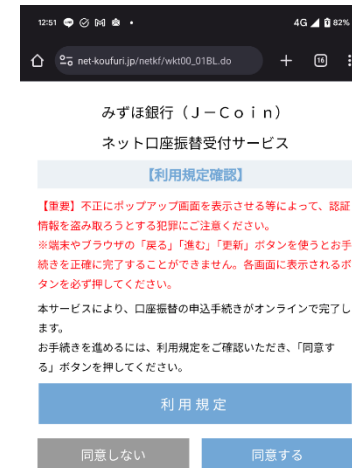 12:51
4G 82%
net-koufuri.jp/netkf/wkt00_01BL.do
16
みずほ銀行（Ｊ－Ｃｏｉｎ）
ネット口座振替受付サービス
【利用規定確認】
【重要】不正にポップアップ画面を表示させる等によって、認証
情報を盗み取ろうとする犯罪にご注意ください。
※端末やブラウザの「戻る」「進む」「更新」ボタンを使うとお手
続きを正確に完了することができません。各画面に表示されるボ
タンを必ず押してください。
本サービスにより、口座振替の申込手続きがオンラインで完了し
ます。
お手続きを進めるには、利用規定をご確認いただき、「同意す
る」ボタンを押してください。
利用規定
同意しない
同意する